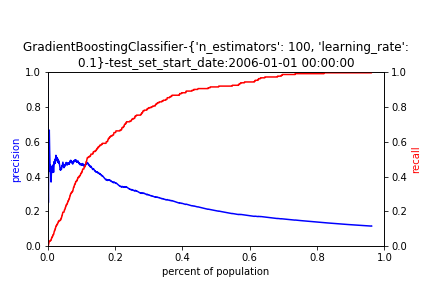 GradientBoostingClassifier-{'n_estimators': 100, 'learning_rate':
0.1}-test_set_start_date:2006-01-01 00:00:00
1.0
0.8
0.6
0.4
0.2
0.0
precision
1.0
0.8
0.6
0.4
0.2
0.0
recall
0.0 0.2 0.4 0.6 0.8 1.0
percent of population